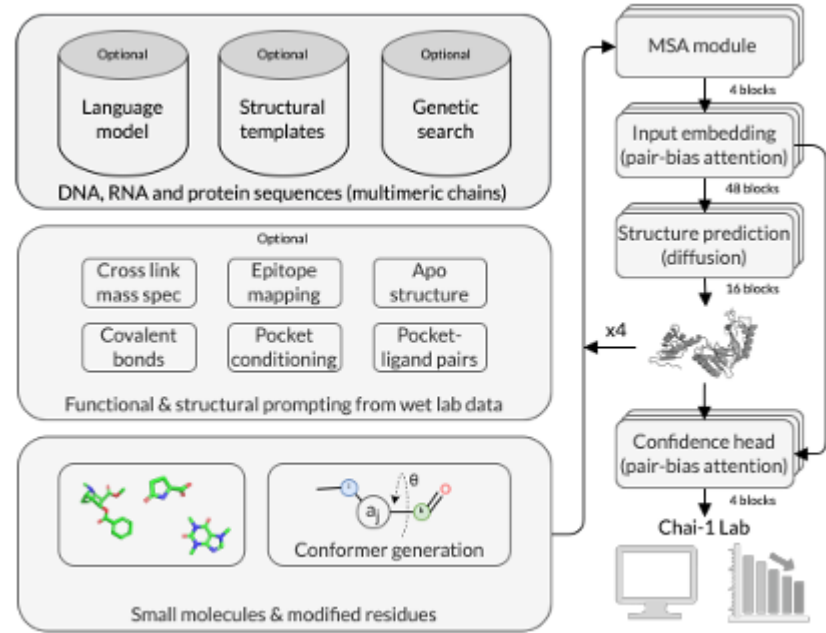 Optional
Language
model
Optional
Structural
templates
Optional
Genetic
search
DNA, RNA and protein sequences (multimeric chains)
Optional
Cross link
mass spec
Epitope
mapping
Apo
structure
Covalent
bonds
Pocket
conditioning
Pocket-
ligand pairs
Functional & structural prompting from wet lab data
θ
i
aj
k
Conformer generation
Small molecules & modified residues
MSA module
4 blocks
Input embedding
(pair-bias attention)
48 blocks
Structure prediction
(diffusion)
16 blocks
x4
Confidence head
(pair-bias attention)
4 blocks
Chai-1 Lab